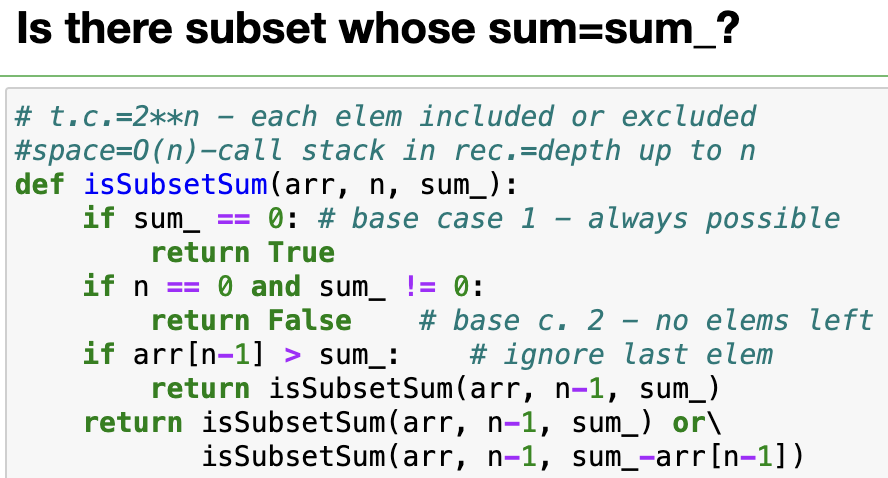 Is there subset whose sum=sum_?
# t.c.=2**n - each elem included or excluded
#space=O(n)-call stack in rec.=depth up to n
def isSubsetSum(arr, n, sum_):
    if sum_ == 0: # base case 1 - always possible
        return True
    if n == 0 and sum_ != 0:
        return False    # base c. 2 - no elems left
    if arr[n-1] > sum_:    # ignore last elem
        return isSubsetSum(arr, n-1, sum_)
    return isSubsetSum(arr, n-1, sum_) or\
           isSubsetSum(arr, n-1, sum_-arr[n-1])